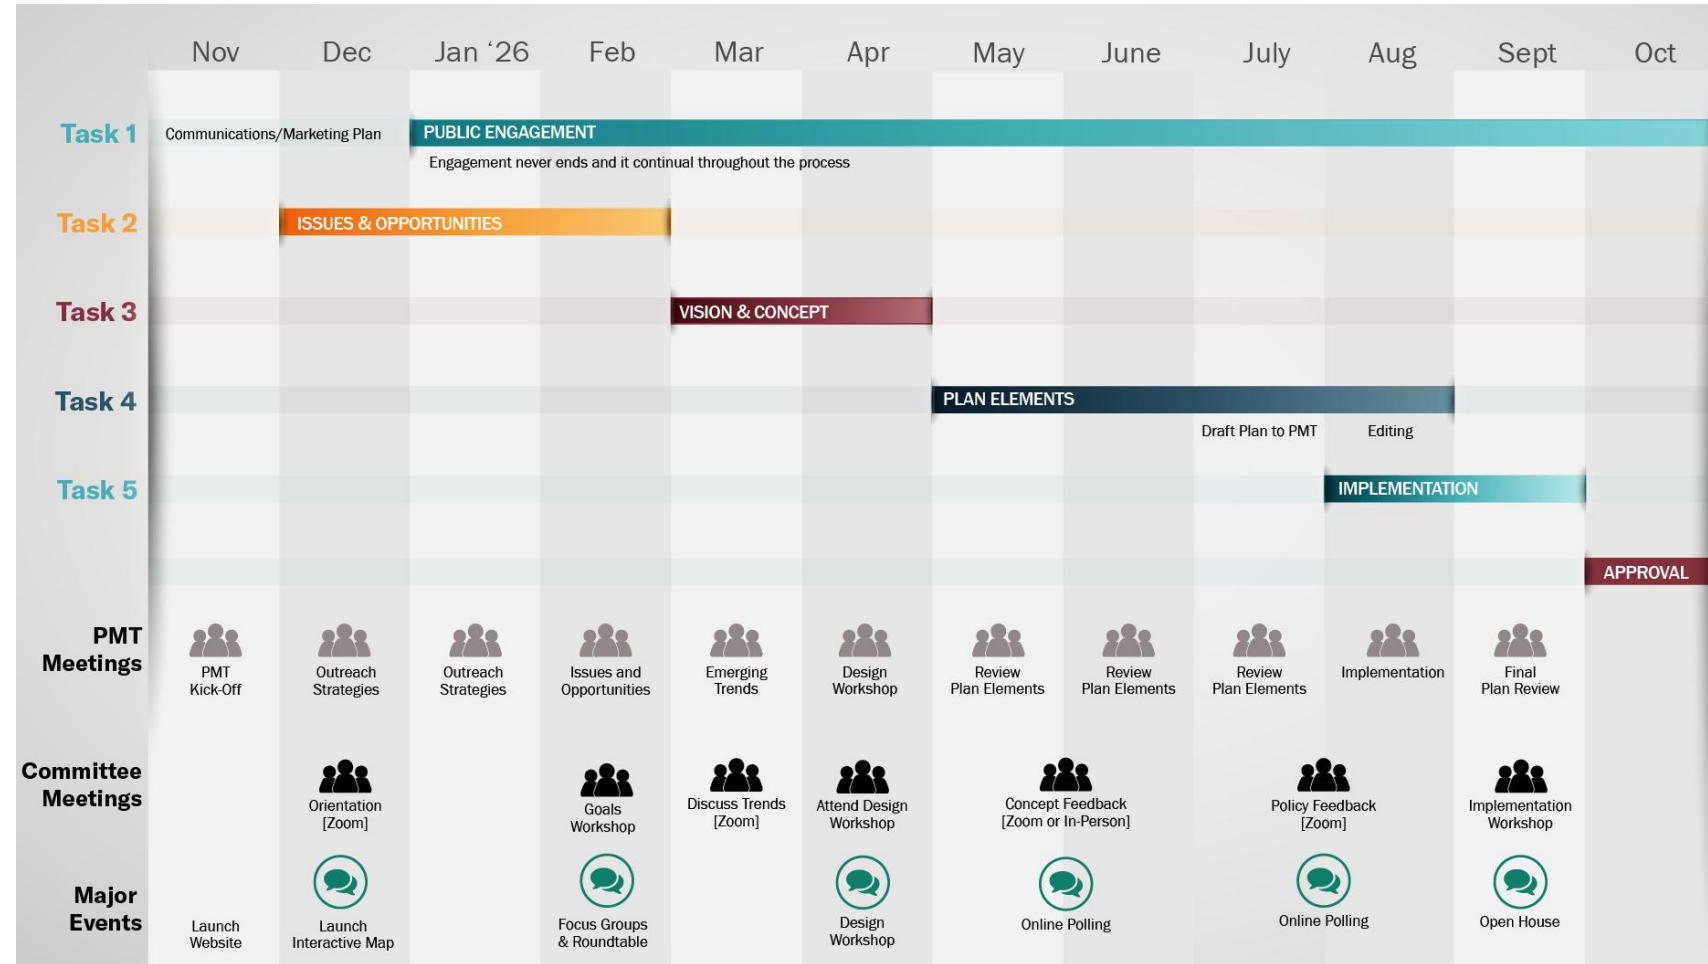 Nov Dec Jan ‘26 Feb Mar Apr May June July Aug Sept Oct
Task 1
Communications/Marketing Plan
PUBLIC ENGAGEMENT
Engagement never ends and it continual throughout the process
Task 2
ISSUES & OPPORTUNITIES
Task 3
VISION & CONCEPT
Task 4
PLAN ELEMENTS
Draft Plan to PMT
Editing
Task 5
IMPLEMENTATION
APPROVAL
PMT
Meetings
PMT
Kick-Off
Outreach
Strategies
Outreach
Strategies
Issues and
Opportunities
Emerging
Trends
Design
Workshop
Review
Plan Elements
Review
Plan Elements
Review
Plan Elements
Implementation
Final
Plan Review
Committee
Meetings
Orientation
[Zoom]
Goals
Workshop
Discuss Trends
[Zoom]
Attend Design
Workshop
Concept Feedback
[Zoom or In-Person]
Policy Feedback
[Zoom]
Implementation
Workshop
Major
Events
Launch
Website
Launch
Interactive Map
Focus Groups
& Roundtable
Design
Workshop
Online Polling
Online Polling
Open House